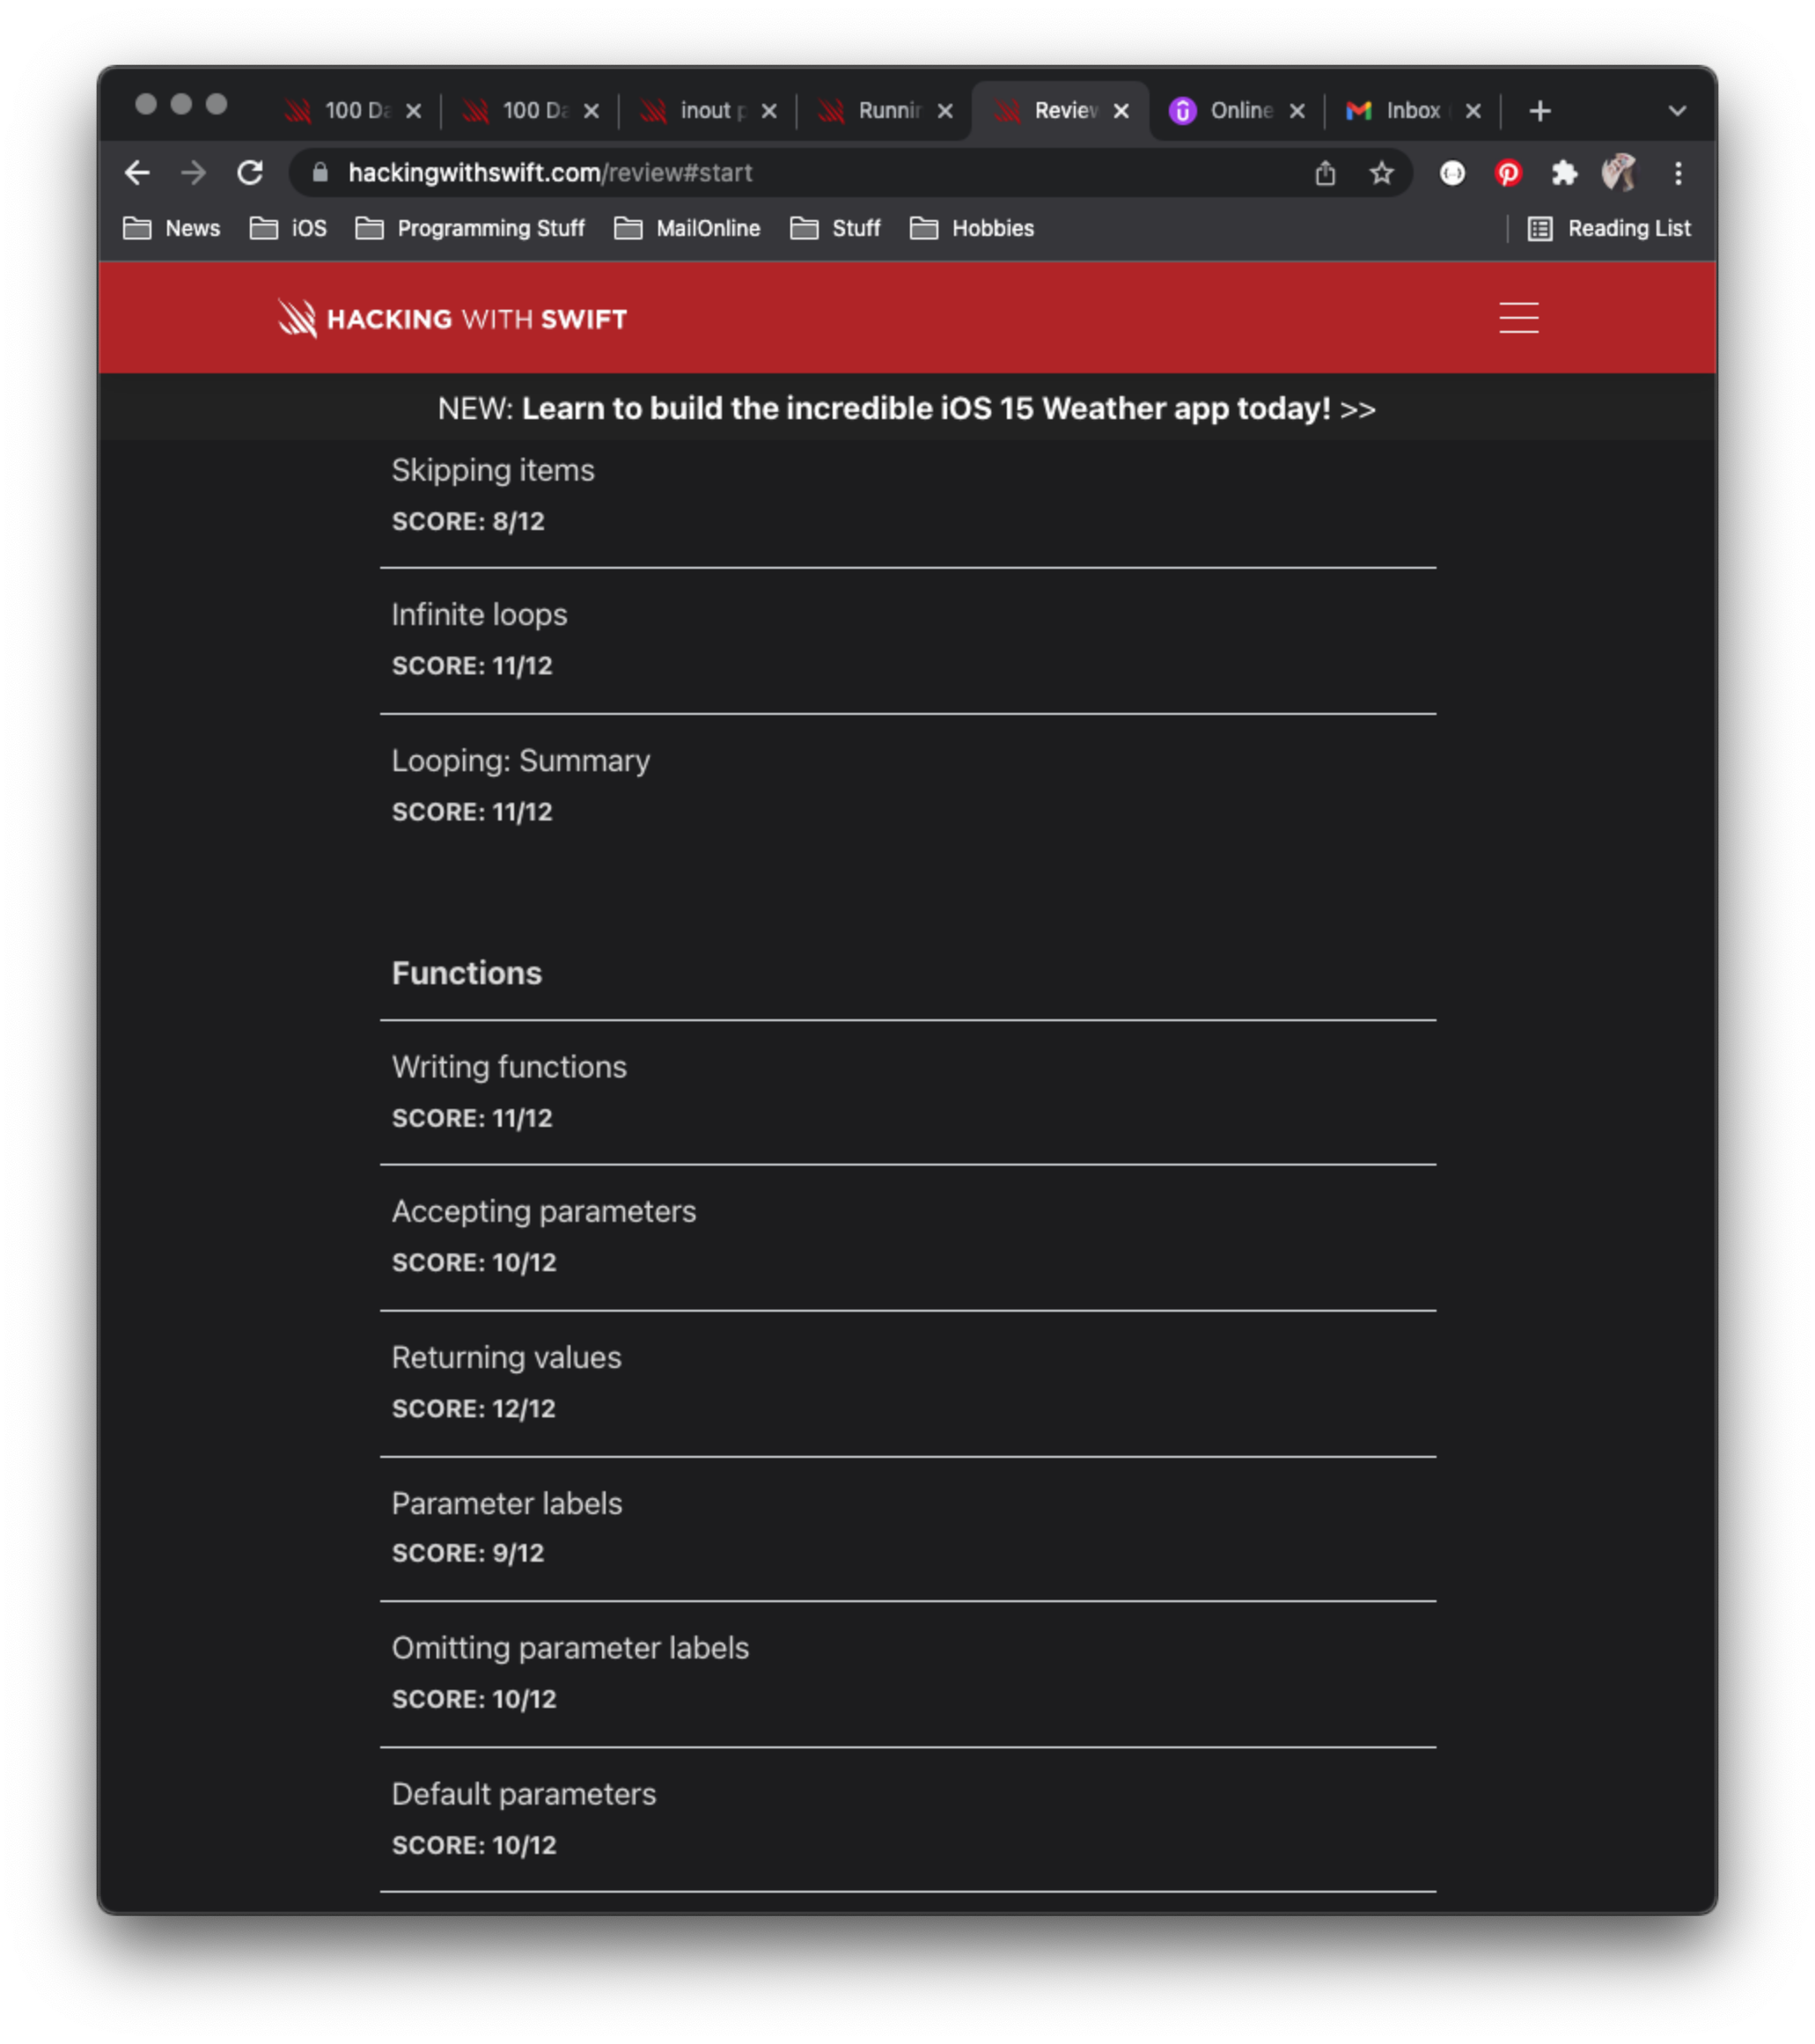 100 Da
100 Da
inout p
Runnin
Review
Online
Inbox
hackingwithswift.com/review#start
News
iOS
Programming Stuff
MailOnline
Stuff
Hobbies
Reading List
HACKING WITH SWIFT
NEW: Learn to build the incredible iOS 15 Weather app today! >>
Skipping items
SCORE: 8/12
Infinite loops
SCORE: 11/12
Looping: Summary
SCORE: 11/12
Functions
Writing functions
SCORE: 11/12
Accepting parameters
SCORE: 10/12
Returning values
SCORE: 12/12
Parameter labels
SCORE: 9/12
Omitting parameter labels
SCORE: 10/12
Default parameters
SCORE: 10/12